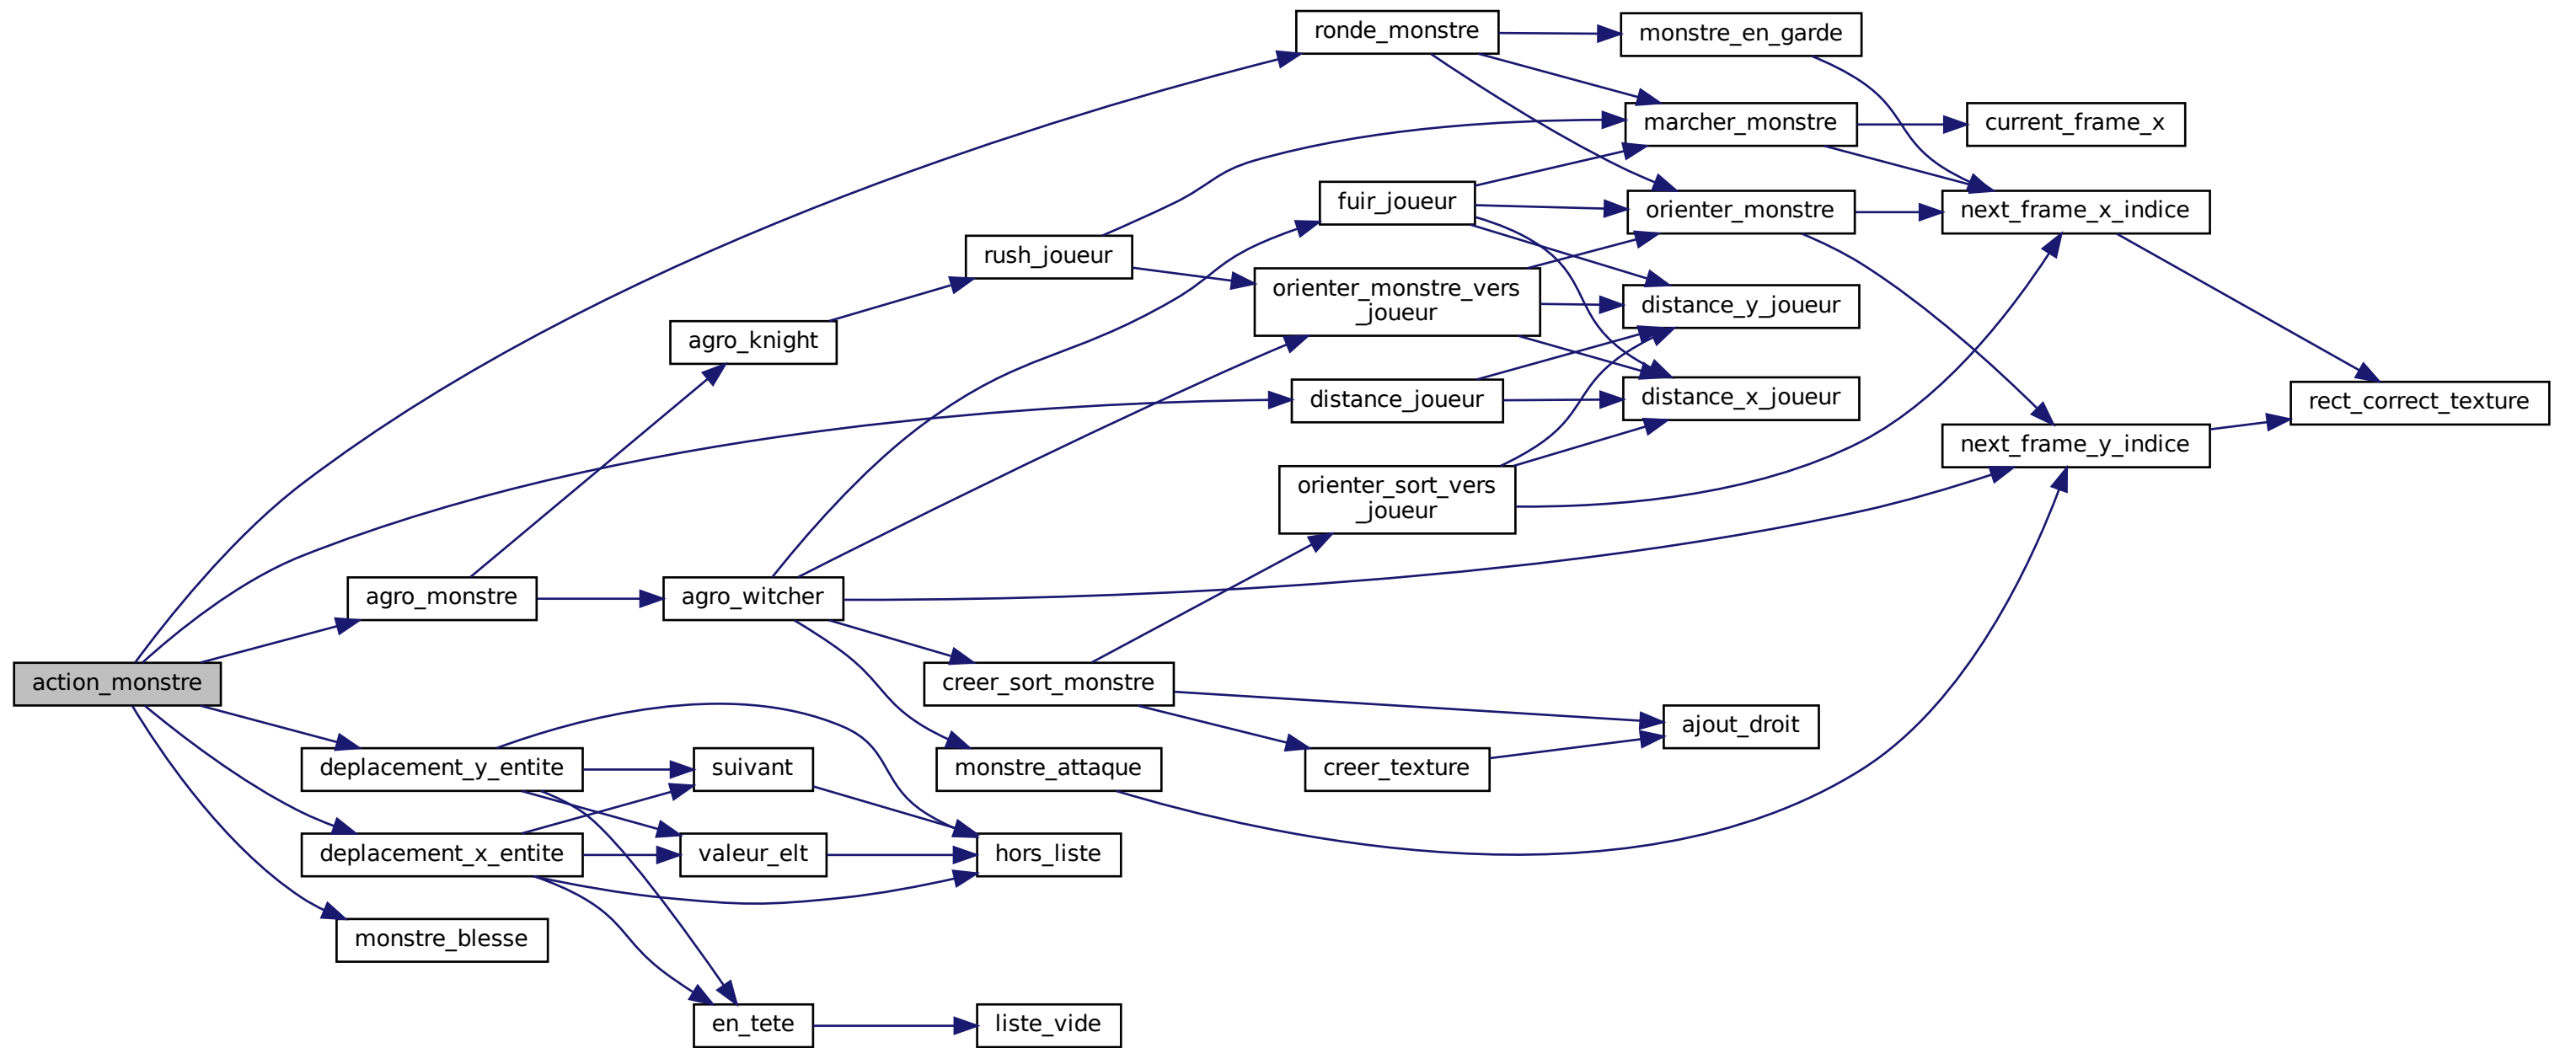 ronde_monstre
monstre_en_garde
marcher_monstre
current_frame_x
fuir_joueur
orienter_monstre
next_frame_x_indice
rush_joueur
orienter_monstre_vers
_joueur
distance_y_joueur
agro_knight
distance_joueur
distance_x_joueur
rect_correct_texture
next_frame_y_indice
orienter_sort_vers
_joueur
agro_monstre
agro_witcher
action_monstre
creer_sort_monstre
ajout_droit
deplacement_y_entite
suivant
monstre_attaque
creer_texture
deplacement_x_entite
valeur_elt
hors_liste
monstre_blesse
en_tete
liste_vide